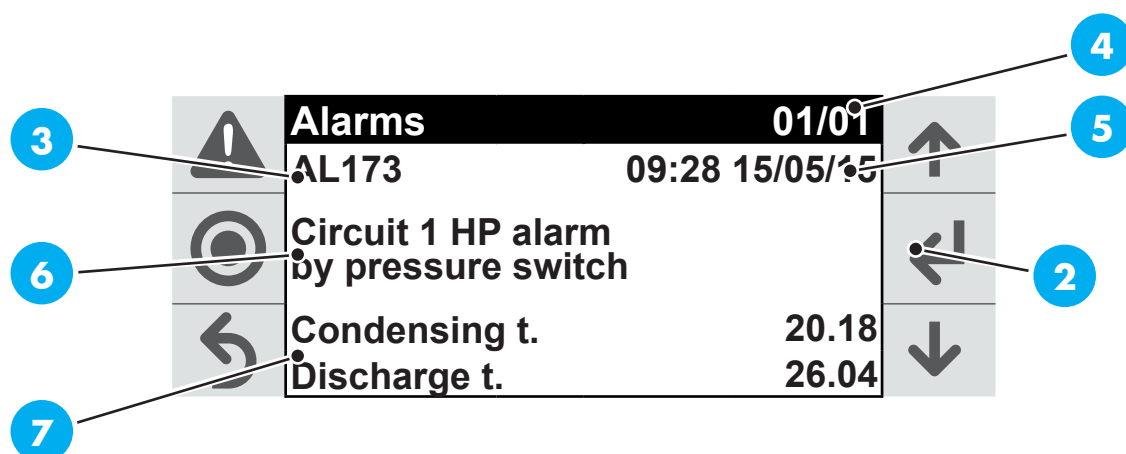 4
Alarms 01/01
5
3
AL173 09:28 15/05/15
Circuit 1 HP alarm
by pressure switch
6
2
Condensing t. 20.18
Discharge t. 26.04
7